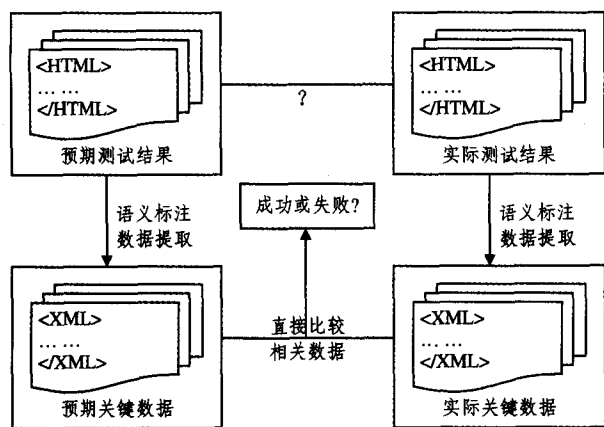 <HTML>
... ...
</HTML>
预期测试结果
?
<HTML>
... ...
</HTML>
实际测试结果
语义标注
数据提取
成功或失败?
语义标注
数据提取
<XML>
... ...
</XML>
预期关键数据
直接比较
相关数据
<XML>
... ...
</XML>
实际关键数据